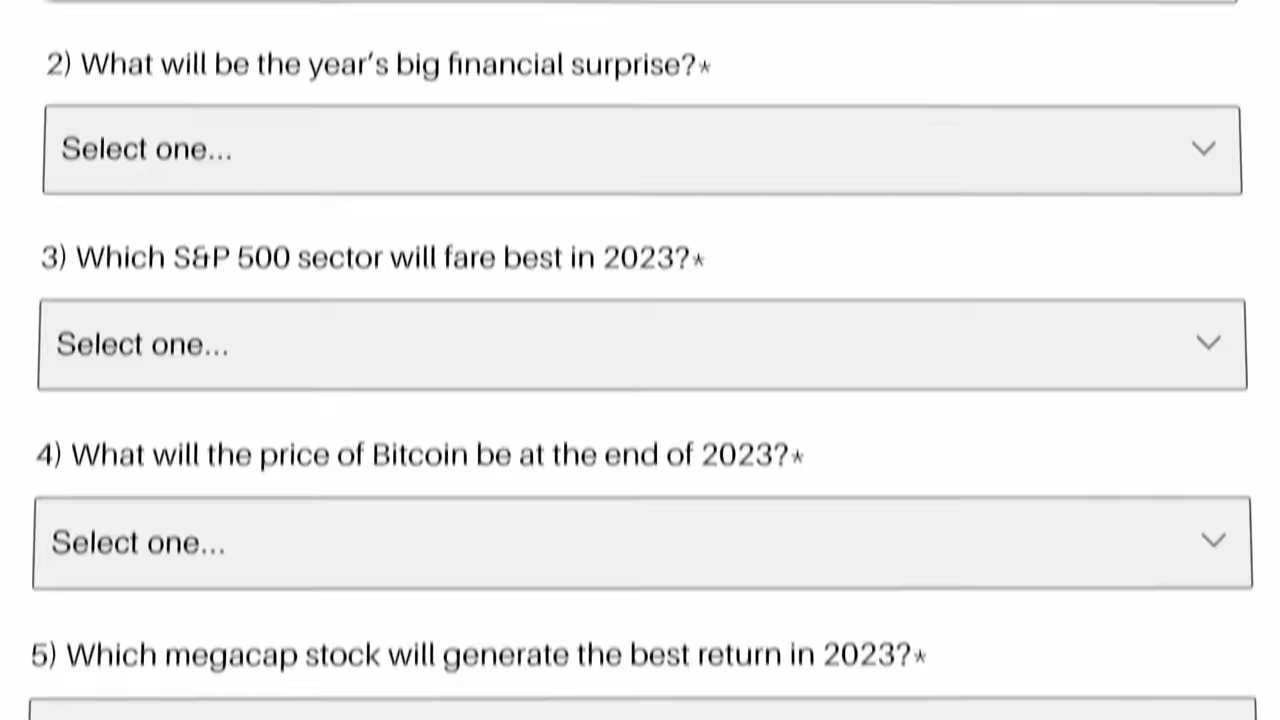 2) What will be the year's big financial surprise?*
Select one...
3) Which S&P 500 sector will fare best in 2023?*
Select one...
4) What will the price of Bitcoin be at the end of 2023?*
Select one...
5) Which megacap stock will generate the best return in 2023?*